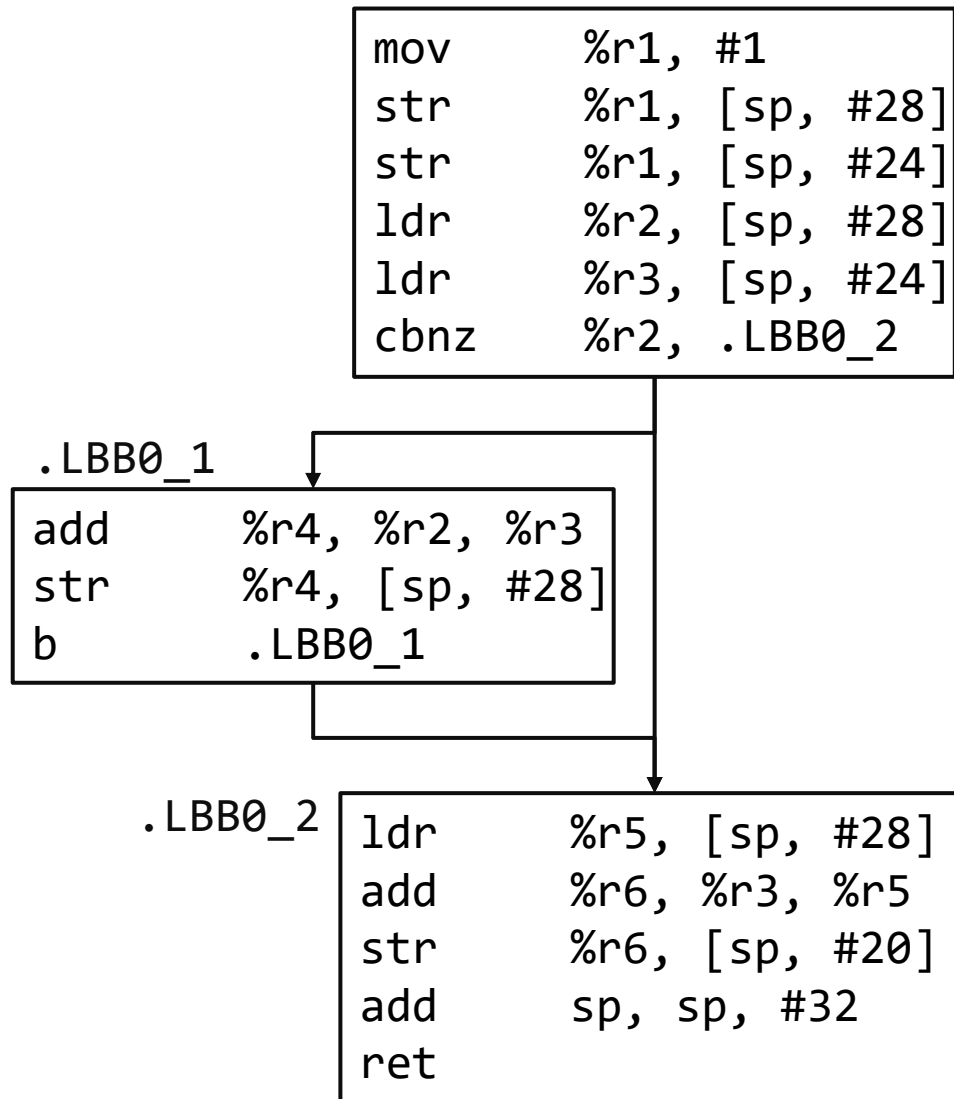 mov %r1, #1
str %r1, [sp, #28]
str %r1, [sp, #24]
ldr %r2, [sp, #28]
ldr %r3, [sp, #24]
cbnz %r2, .LBB0_2
.LBB0_1
add %r4, %r2, %r3
str %r4, [sp, #28]
b .LBB0_1
.LBB0_2
ldr %r5, [sp, #28]
add %r6, %r3, %r5
str %r6, [sp, #20]
add sp, sp, #32
ret